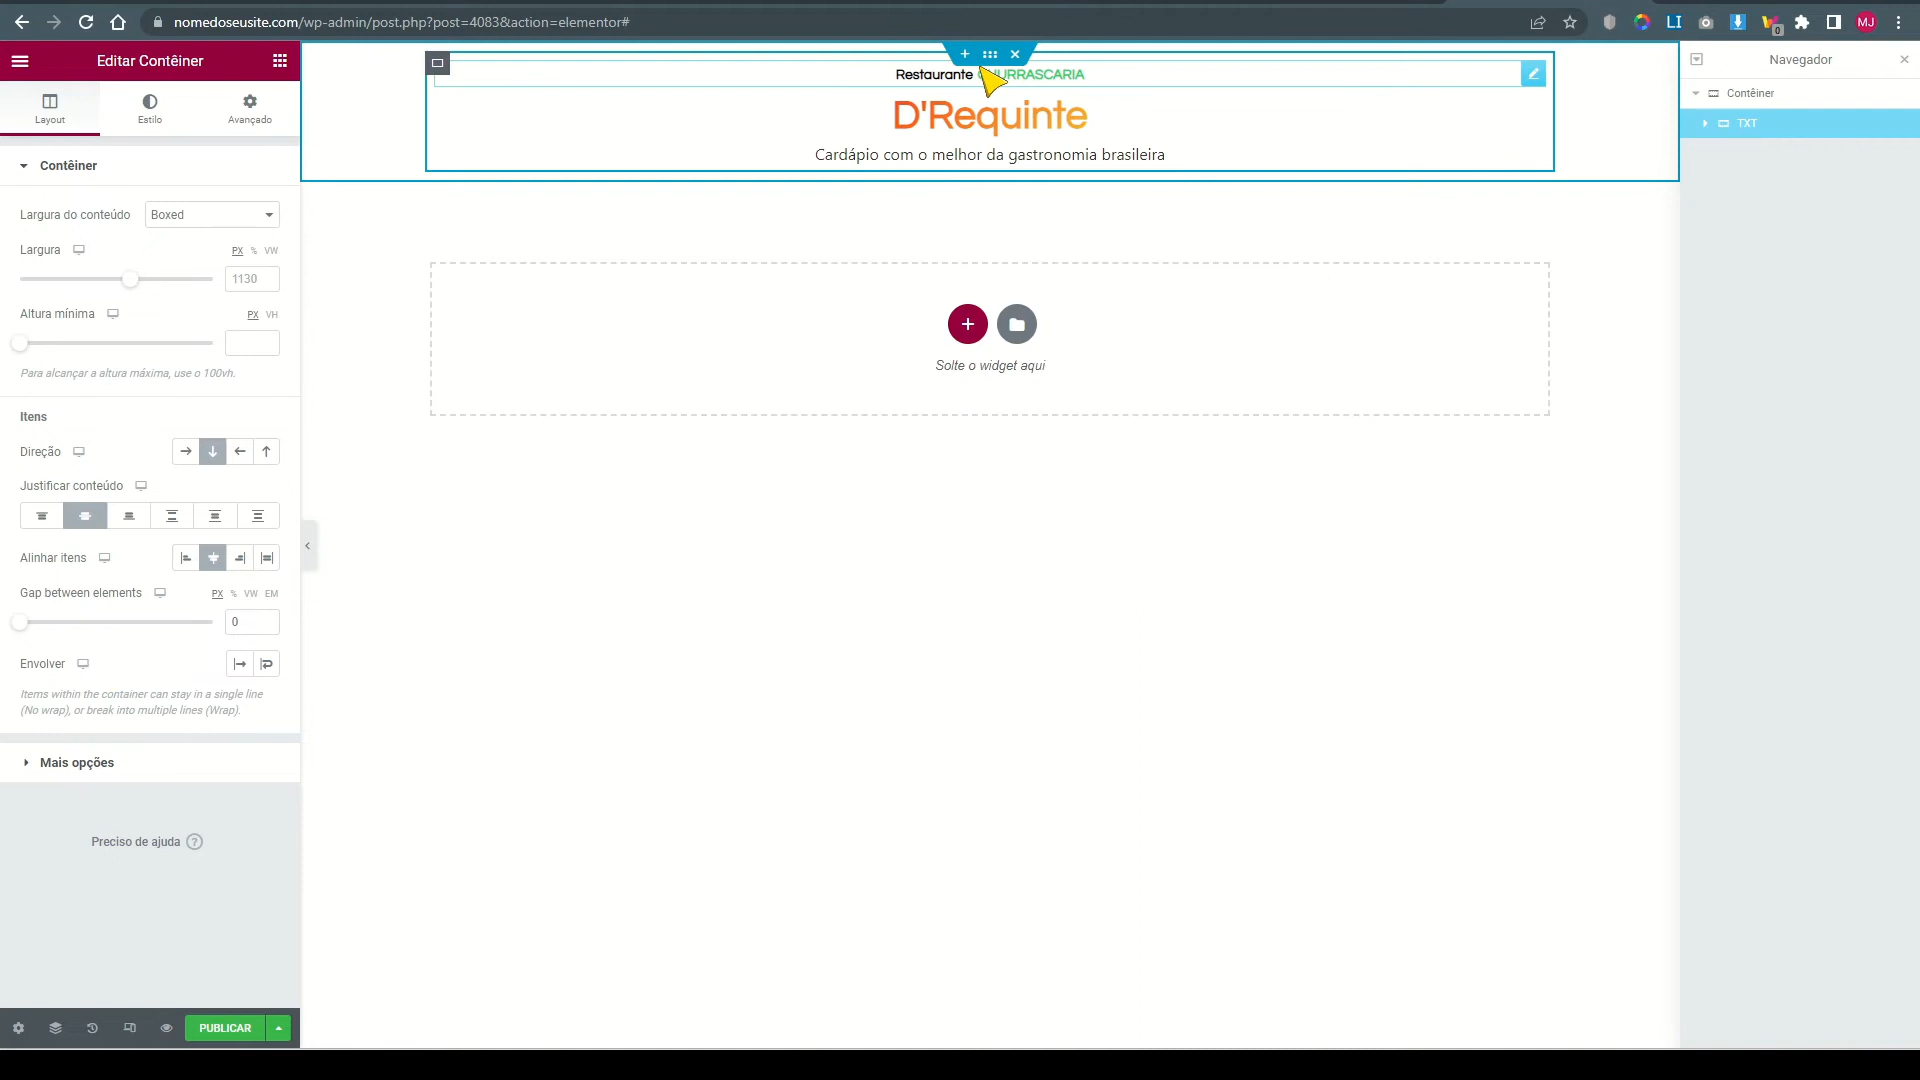 nomedoseusite.com/wp-admin/post.php?post=4083&action=elementor#
LI
0
MJ
Editar Contêiner
Layout
Estilo
Avançado
Contêiner
Largura do conteúdo
Boxed
Largura
PX % VW
1130
Altura mínima
PX VH
Para alcançar a altura máxima, use o 100vh.
Itens
Direção
Justificar conteúdo
Alinhar itens
Gap between elements
PX % VW EM
0
Envolver
Items within the container can stay in a single line
(No wrap), or break into multiple lines (Wrap).
Mais opções
Preciso de ajuda ?
PUBLICAR
Restaurante CHURRASCARIA
D'Requinte
Cardápio com o melhor da gastronomia brasileira
Solte o widget aqui
Navegador
Contêiner
TXT